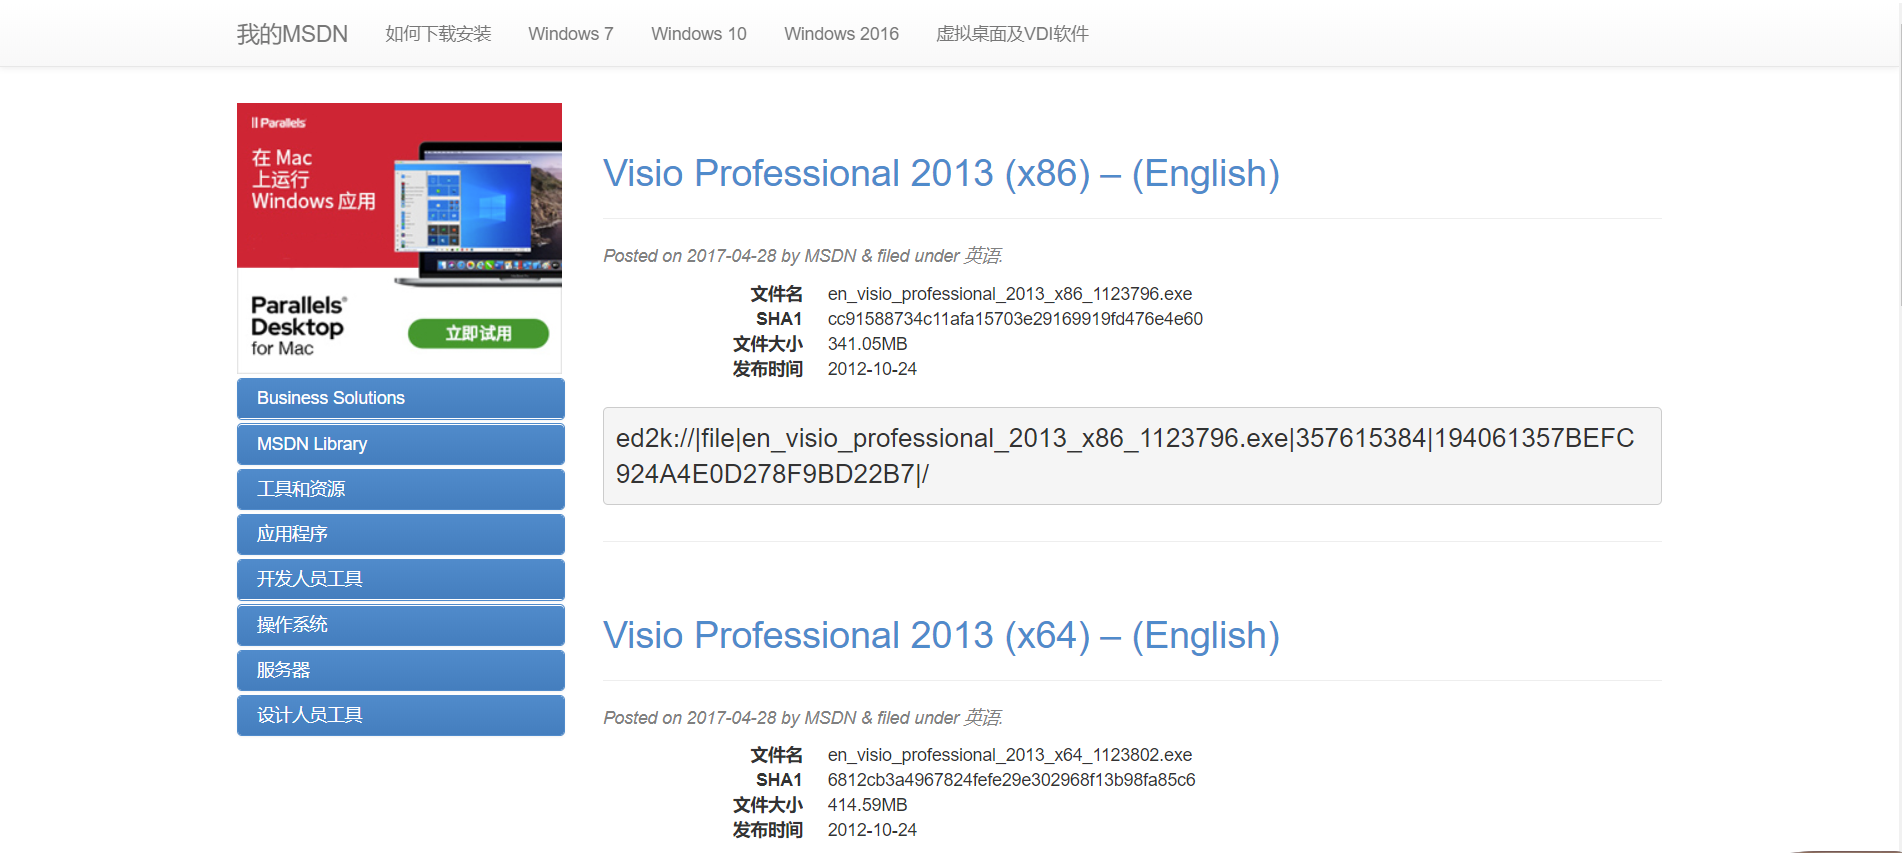 我的MSDN 如何下载安装 Windows 7 Windows 10 Windows 2016 虚拟桌面及VDI软件
Parallels
在 Mac
上运行
Windows 应用
Parallels®
Desktop
for Mac
立即试用
Business Solutions
MSDN Library
工具和资源
应用程序
开发人员工具
操作系统
服务器
设计人员工具
Visio Professional 2013 (x86) – (English)
Posted on 2017-04-28 by MSDN & filed under 英语.
文件名 en_visio_professional_2013_x86_1123796.exe
SHA1 cc91588734c11afa15703e29169919fd476e4e60
文件大小 341.05MB
发布时间 2012-10-24
ed2k://|file|en_visio_professional_2013_x86_1123796.exe|357615384|194061357BEFC
924A4E0D278F9BD22B7|/
Visio Professional 2013 (x64) – (English)
Posted on 2017-04-28 by MSDN & filed under 英语.
文件名 en_visio_professional_2013_x64_1123802.exe
SHA1 6812cb3a4967824fefe29e302968f13b98fa85c6
文件大小 414.59MB
发布时间 2012-10-24